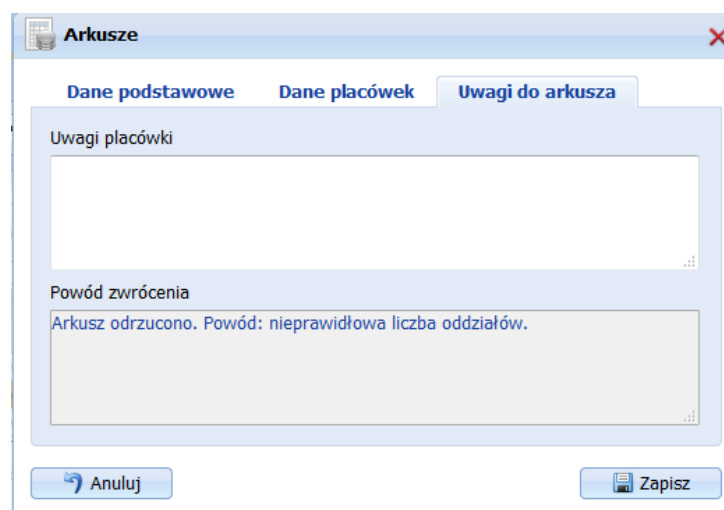 Arkusze
Dane podstawowe Dane placówek Uwagi do arkusza
Uwagi placówki
Powód zwrócenia
Arkusz odrzucono. Powód: nieprawidłowa liczba oddziałów.
Anuluj Zapisz